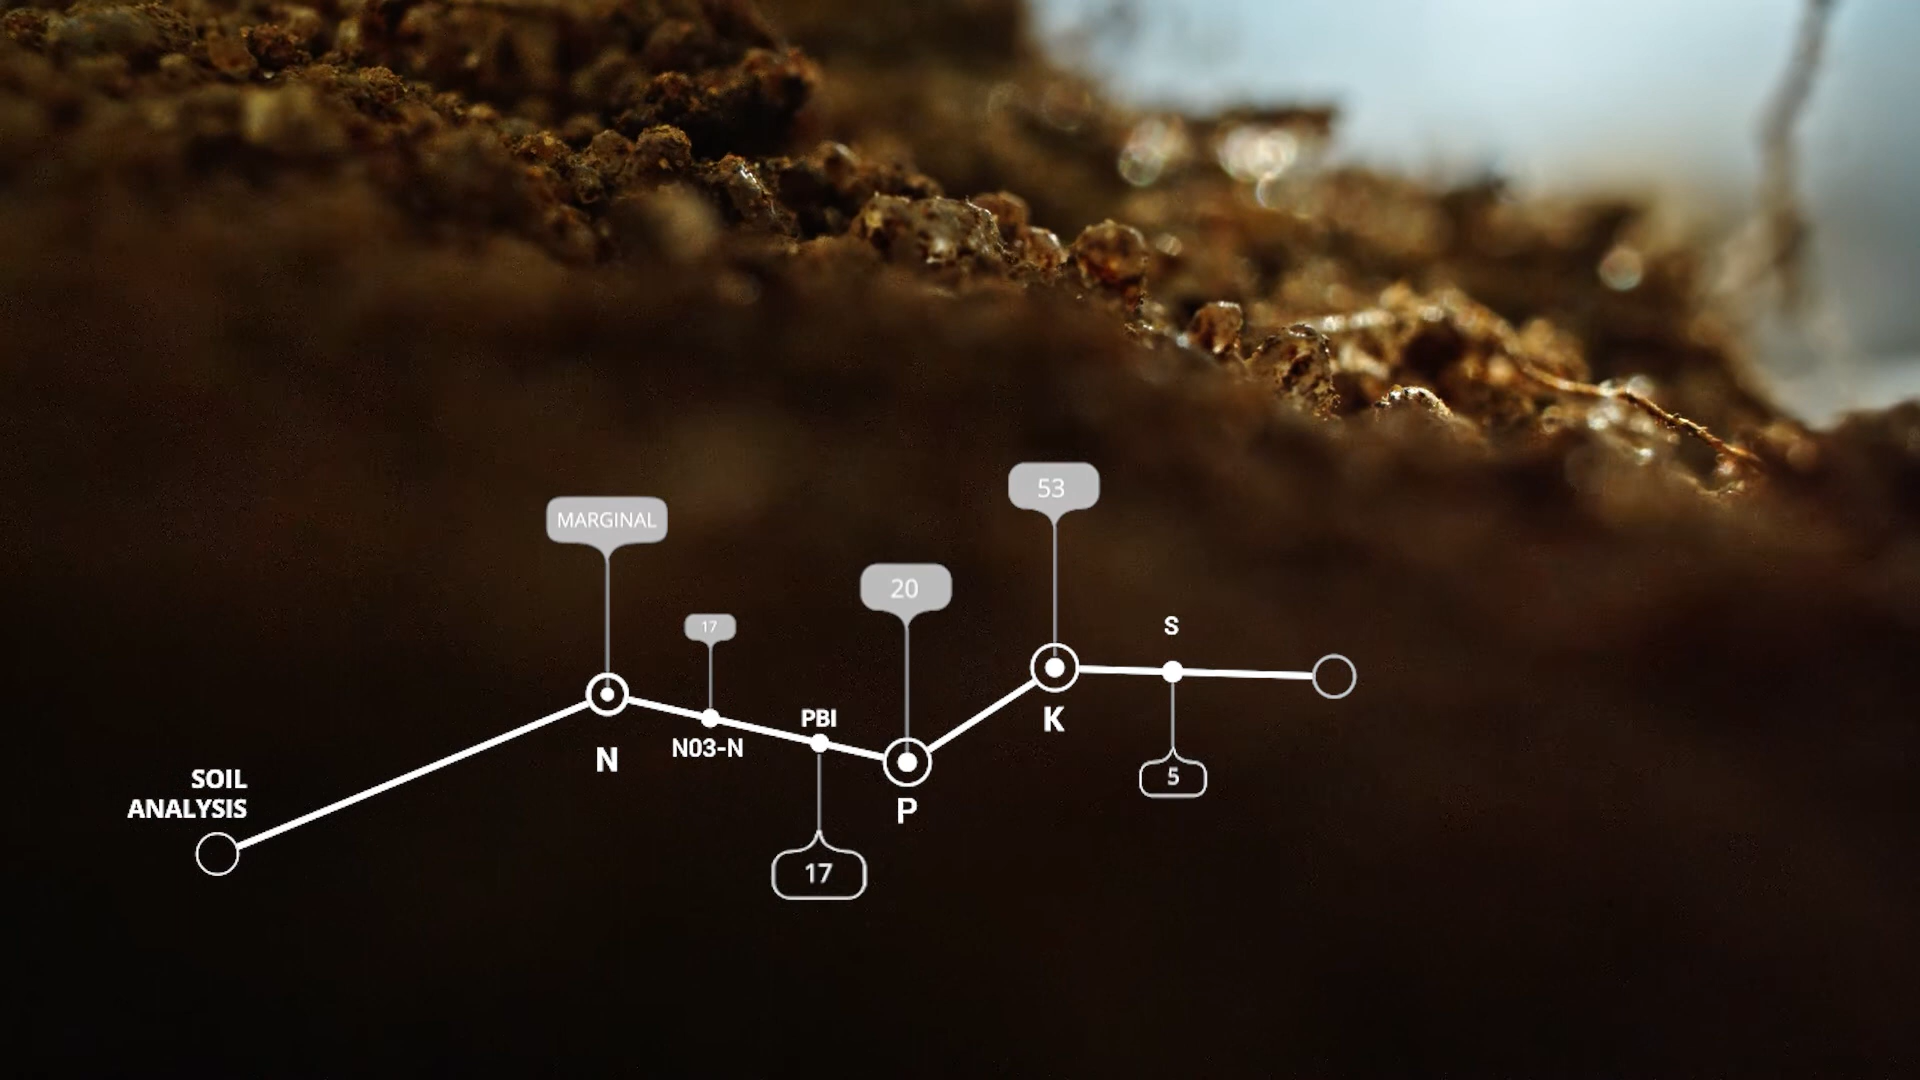 MARGINAL
53
20
17
S
PBI
N
N03-N
K
5
SOIL
ANALYSIS
P
17